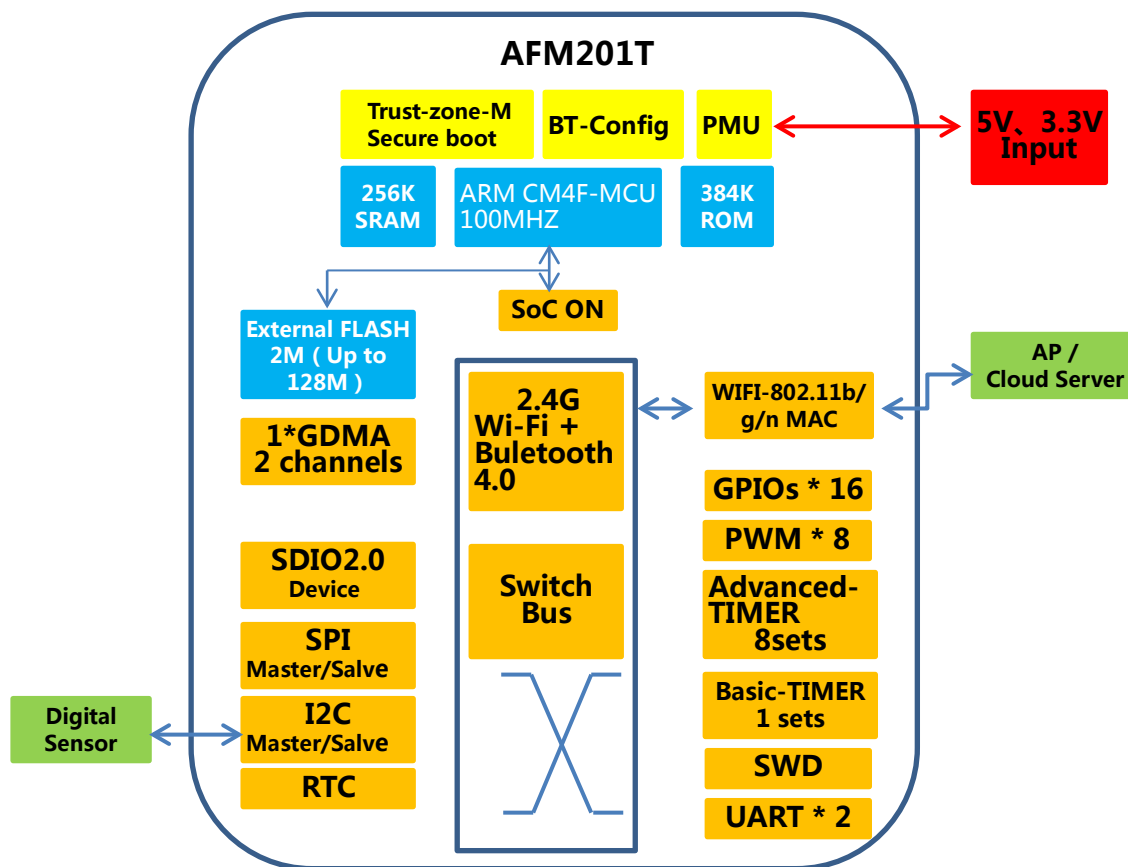 AFM201T
Trust-zone-M
Secure boot
BT-Config
PMU
5V、3.3V
Input
256K
SRAM
ARM CM4F-MCU
100MHZ
384K
ROM
SoC ON
External FLASH
2M ( Up to
128M )
AP /
Cloud Server
2.4G
Wi-Fi +
Buletooth
4.0
WIFI-802.11b/
g/n MAC
1*GDMA
2 channels
GPIOs * 16
PWM * 8
SDIO2.0
Device
Switch
Bus
Advanced-
TIMER
8sets
SPI
Master/Salve
Basic-TIMER
1 sets
Digital
Sensor
I2C
Master/Salve
SWD
RTC
UART * 2